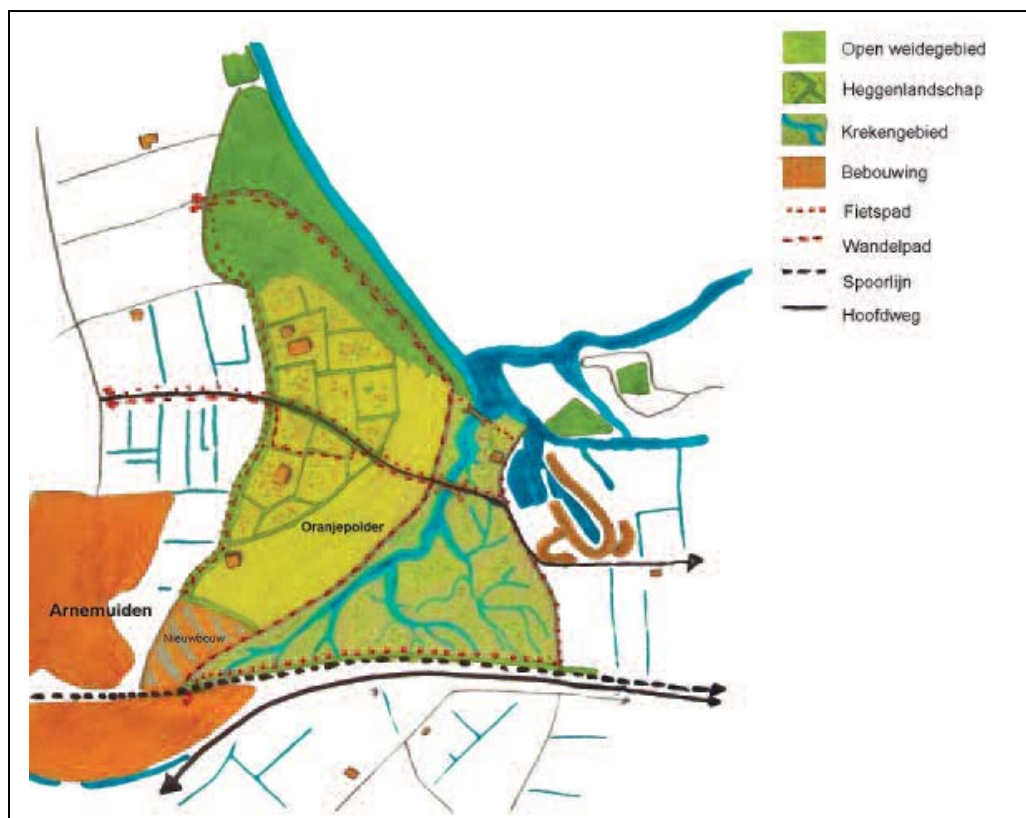 Open weidegebied
Heggenlandschap
Krekengebied
Bebouwing
Fietspad
Wandelpad
Spoorlijn
Hoofdweg
Oranjepolder
Arnemuiden
Nieuwbouw